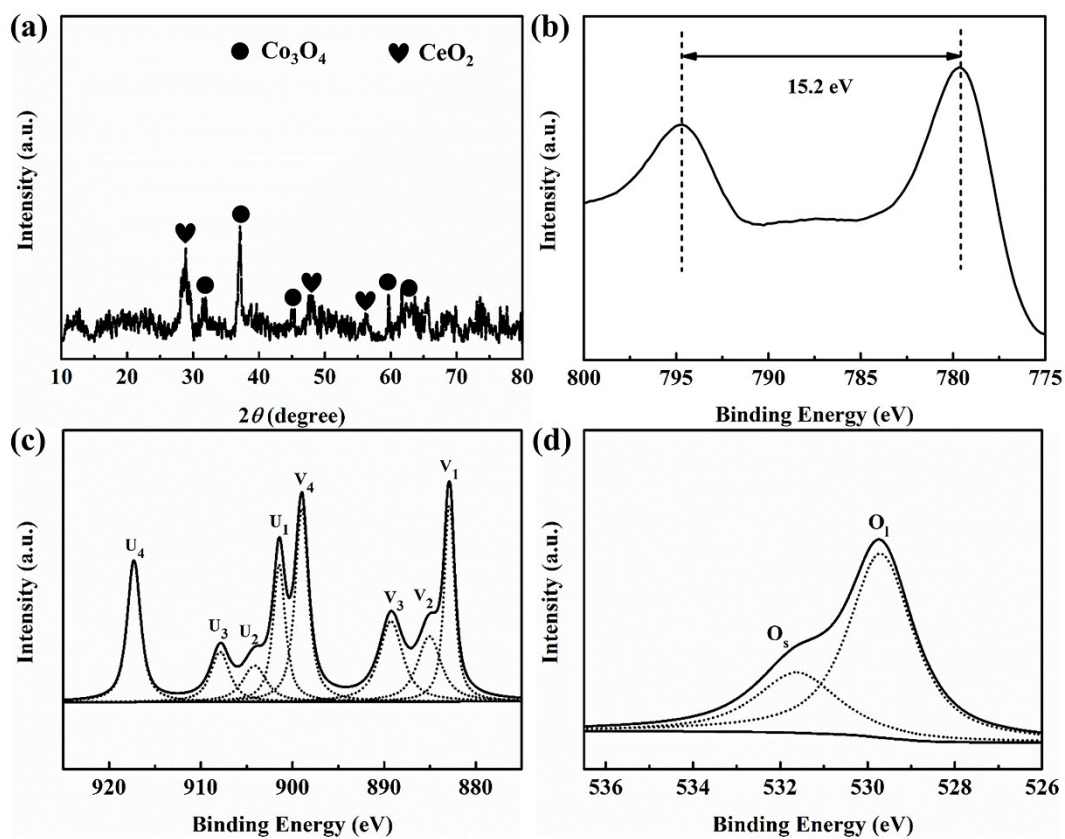 (a)
Co₃O₄ CeO₂
Intensity (a.u.)
10 20 30 40 50 60 70 80
2θ (degree)
(b)
15.2 eV
Intensity (a.u.)
800 795 790 785 780 775
Binding Energy (eV)
(c)
U₄ U₃ U₂ U₁ V₄ V₃ V₂ V₁
Intensity (a.u.)
920 910 900 890 880
Binding Energy (eV)
(d)
Oₛ Oₗ
Intensity (a.u.)
536 534 532 530 528 526
Binding Energy (eV)